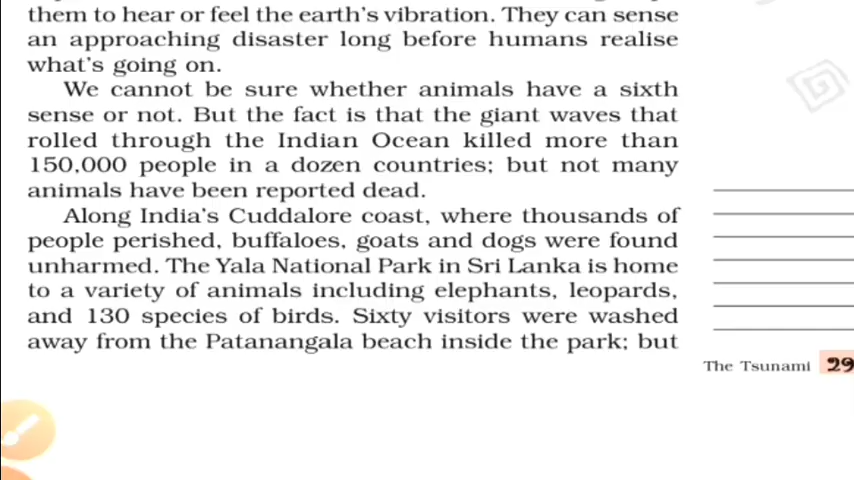 them to hear or feel the earth's vibration. They can sense
an approaching disaster long before humans realise
what's going on.
We cannot be sure whether animals have a sixth
sense or not. But the fact is that the giant waves that
rolled through the Indian Ocean killed more than
150,000 people in a dozen countries; but not many
animals have been reported dead.
Along India's Cuddalore coast, where thousands of
people perished, buffaloes, goats and dogs were found
unharmed. The Yala National Park in Sri Lanka is home
to a variety of animals including elephants, leopards,
and 130 species of birds. Sixty visitors were washed
away from the Patanangala beach inside the park; but
The Tsunami 29